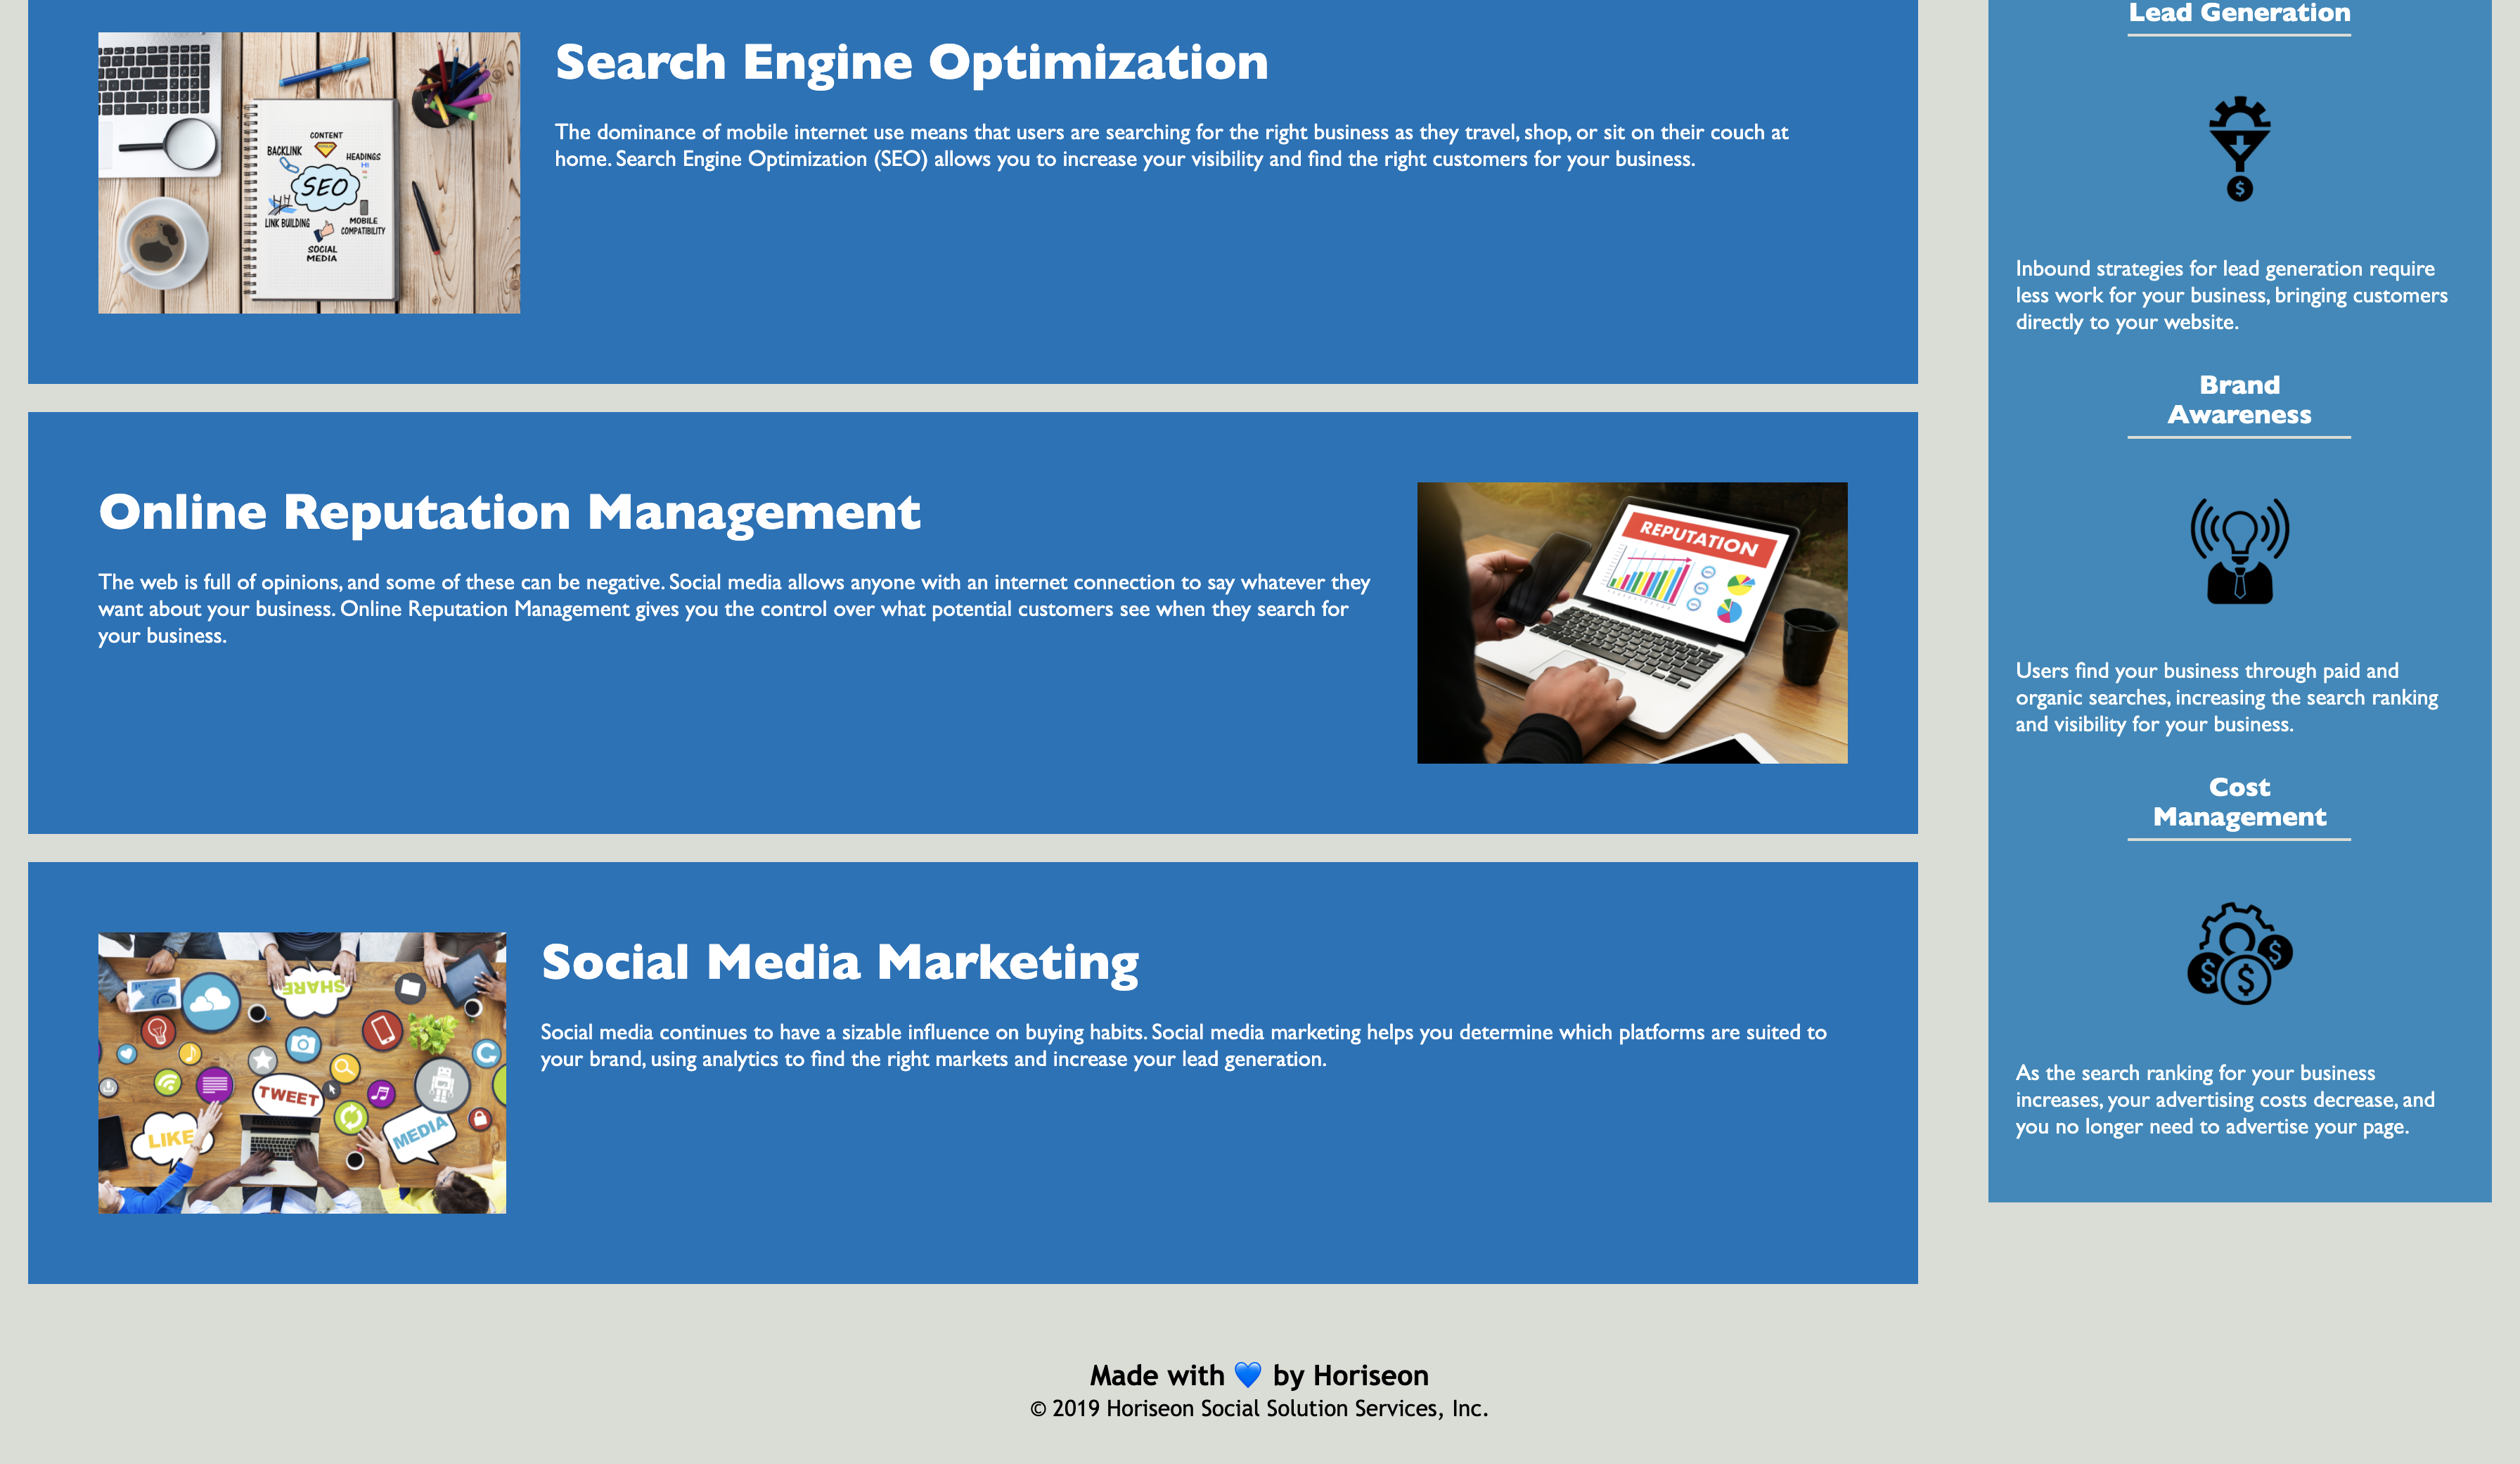 Search Engine Optimization
The dominance of mobile internet use means that users are searching for the right business as they travel, shop, or sit on their couch at
home. Search Engine Optimization (SEO) allows you to increase your visibility and find the right customers for your business.
CONTENT
BACKLINK
HEADINGS
H1
SEO
LINK BUILDING
MOBILE
COMPATIBILITY
SOCIAL
MEDIA
Online Reputation Management
The web is full of opinions, and some of these can be negative. Social media allows anyone with an internet connection to say whatever they
want about your business. Online Reputation Management gives you the control over what potential customers see when they search for
your business.
REPUTATION
Social Media Marketing
Social media continues to have a sizable influence on buying habits. Social media marketing helps you determine which platforms are suited to
your brand, using analytics to find the right markets and increase your lead generation.
SHARE
TWEET
LIKE
MEDIA
Lead Generation
$
Inbound strategies for lead generation require
less work for your business, bringing customers
directly to your website.
Brand
Awareness
Users find your business through paid and
organic searches, increasing the search ranking
and visibility for your business.
Cost
Management
$ $ $
As the search ranking for your business
increases, your advertising costs decrease, and
you no longer need to advertise your page.
Made with 💙 by Horiseon
© 2019 Horiseon Social Solution Services, Inc.